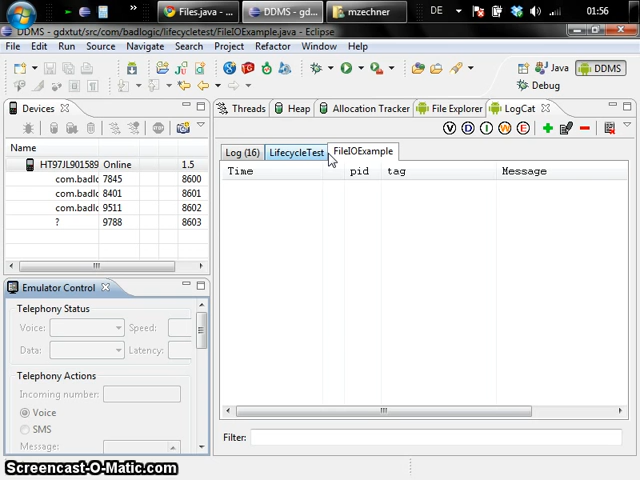 Files.java - ...
DDMS - gd...
mzechner
DE
01:56
DDMS - gdxtut/src/com/badlogic/lifecycletest/FileIOExample.java - Eclipse
File Edit Run Source Navigate Search Project Refactor Window Help
Java
DDMS
Debug
Devices
Threads
Heap
Allocation Tracker
File Explorer
LogCat
V D I W E
Name
HT97JL901589 Online 1.5
com.badlo 7845 8600
com.badlo 8401 8601
com.badlo 9511 8602
? 9788 8603
Log (16)
LifecycleTest
FileIOExample
Time pid tag Message
Emulator Control
Telephony Status
Voice: Speed:
Data: Latency:
Telephony Actions
Incoming number:
Voice
SMS
Message:
Filter:
Screencast-O-Matic.com